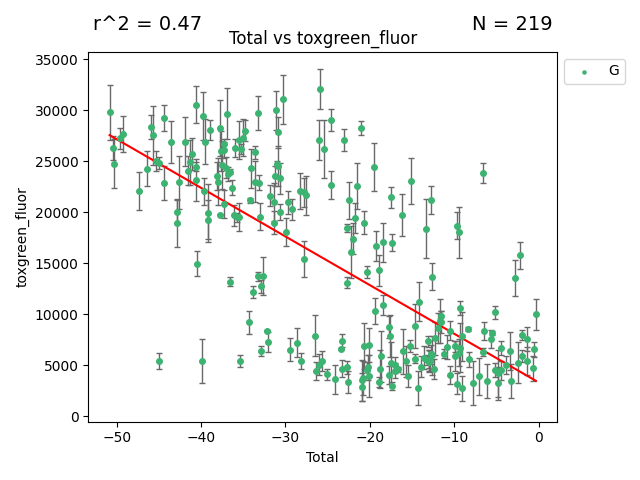 r^2 = 0.47 N = 219
Total vs toxgreen_fluor
G
35000
30000
25000
20000
15000
10000
5000
0
toxgreen_fluor
−50 −40 −30 −20 −10 0
Total